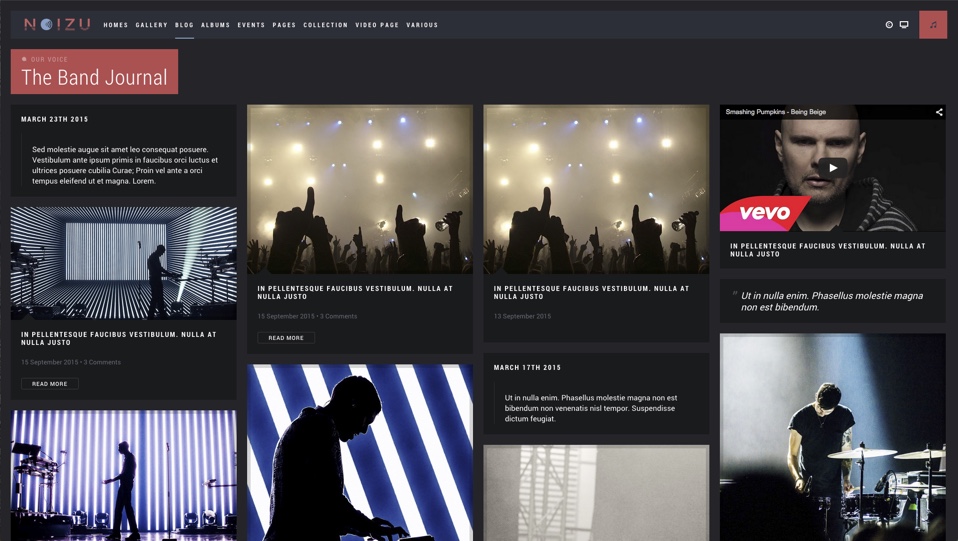 NOIZU
HOMES GALLERY BLOG ALBUMS EVENTS PAGES COLLECTION VIDEO PAGE VARIOUS
OUR VOICE
The Band Journal
MARCH 23TH 2015
Sed molestie augue sit amet leo consequat posuere.
Vestibulum ante ipsum primis in faucibus orci luctus et
ultrices posuere cubilia Curae; Proin vel ante a orci
tempus eleifend ut et magna. Lorem.
IN PELLENTESQUE FAUCIBUS VESTIBULUM. NULLA AT
NULLA JUSTO
15 September 2015 • 3 Comments
READ MORE
IN PELLENTESQUE FAUCIBUS VESTIBULUM. NULLA AT
NULLA JUSTO
15 September 2015 • 3 Comments
READ MORE
IN PELLENTESQUE FAUCIBUS VESTIBULUM. NULLA AT
NULLA JUSTO
13 September 2015
MARCH 17TH 2015
Ut in nulla enim. Phasellus molestie magna non est
bibendum non venenatis nisl tempor. Suspendisse
dictum feugiat.
Smashing Pumpkins - Being Beige
vevo
IN PELLENTESQUE FAUCIBUS VESTIBULUM. NULLA AT
NULLA JUSTO
" Ut in nulla enim. Phasellus molestie magna
non est bibendum.